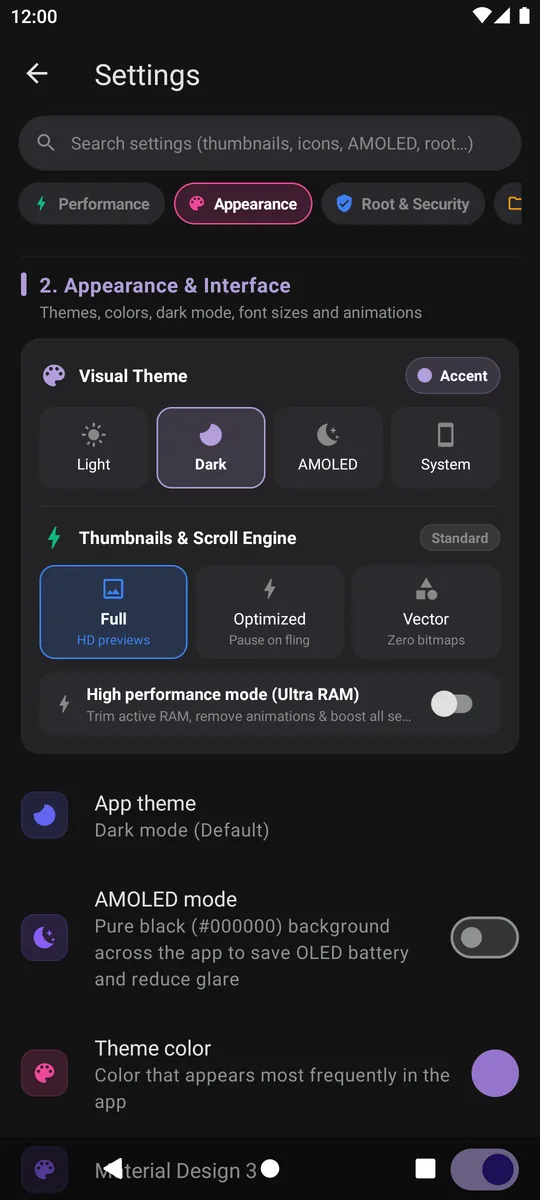 12:00
Settings
Search settings (thumbnails, icons, AMOLED, root...)
Performance
Appearance
Root & Security
2. Appearance & Interface
Themes, colors, dark mode, font sizes and animations
Visual Theme
Accent
Light
Dark
AMOLED
System
Thumbnails & Scroll Engine
Standard
Full
HD previews
Optimized
Pause on fling
Vector
Zero bitmaps
High performance mode (Ultra RAM)
Trim active RAM, remove animations & boost all se...
App theme
Dark mode (Default)
AMOLED mode
Pure black (#000000) background
across the app to save OLED battery
and reduce glare
Theme color
Color that appears most frequently in the
app
Material Design 3